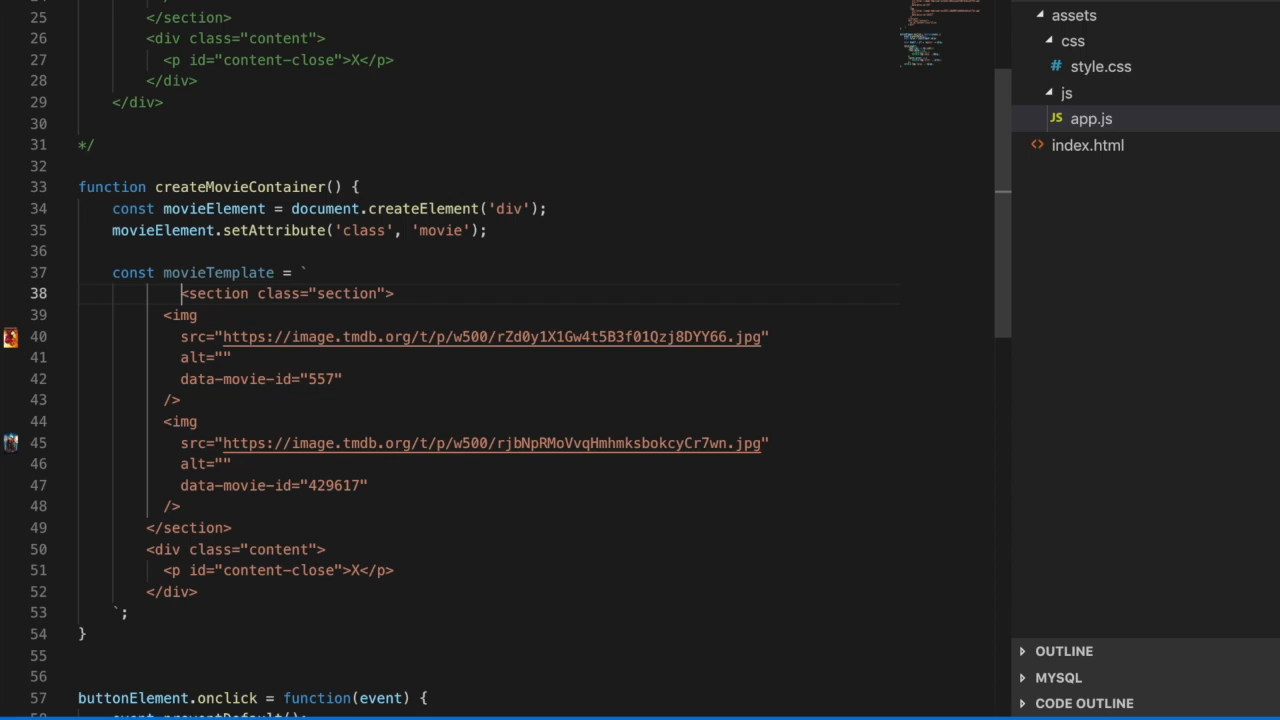 25 </section>
26 <div class="content">
27 <p id="content-close">X</p>
28 </div>
29 </div>
30
31 */
32
33 function createMovieContainer() {
34 const movieElement = document.createElement('div');
35 movieElement.setAttribute('class', 'movie');
36
37 const movieTemplate = `
38 <section class="section">
39 <img
40 src="https://image.tmdb.org/t/p/w500/rZd0y1X1Gw4t5B3f01Qzj8DYY66.jpg"
41 alt=""
42 data-movie-id="557"
43 />
44 <img
45 src="https://image.tmdb.org/t/p/w500/rjbNpRMoVvqHmhmksbokcyCr7wn.jpg"
46 alt=""
47 data-movie-id="429617"
48 />
49 </section>
50 <div class="content">
51 <p id="content-close">X</p>
52 </div>
53 `;
54 }
55
56
57 buttonElement.onclick = function(event) {
58 event.preventDefault();
assets
css
# style.css
js
JS app.js
<> index.html
OUTLINE
MYSQL
CODE OUTLINE